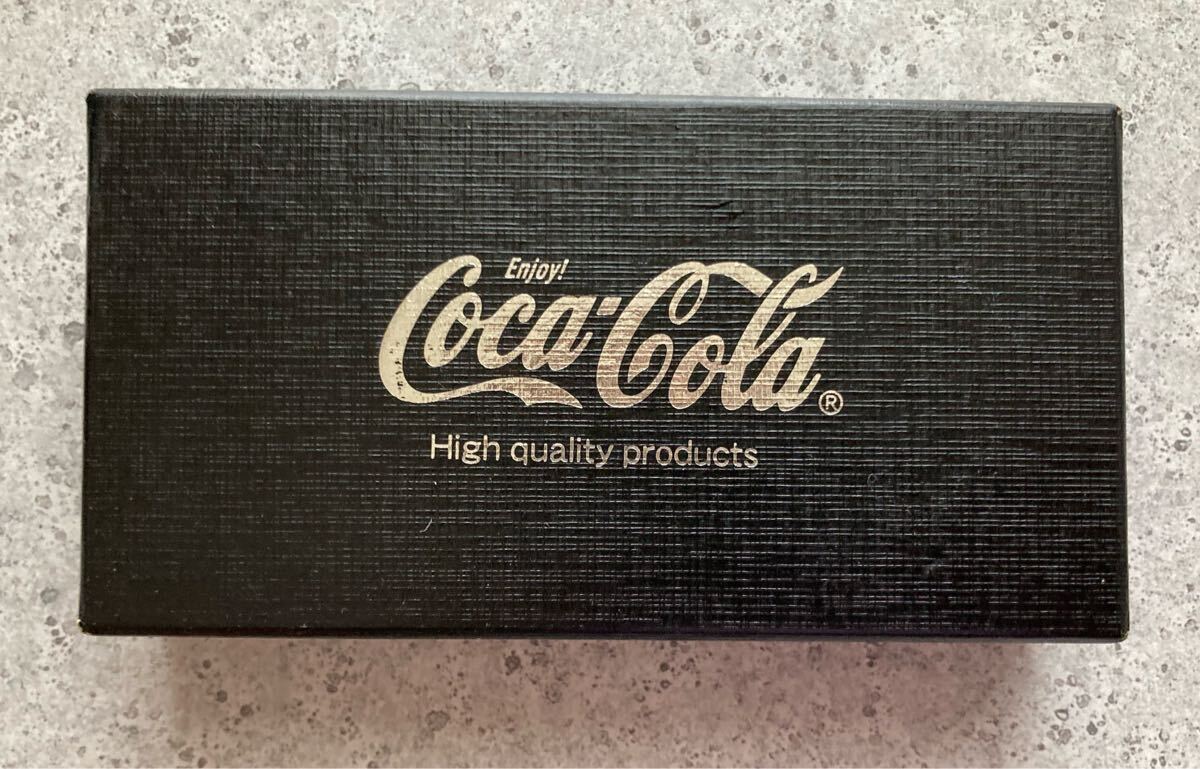 Enjoy!
Coca-Cola®
High quality products